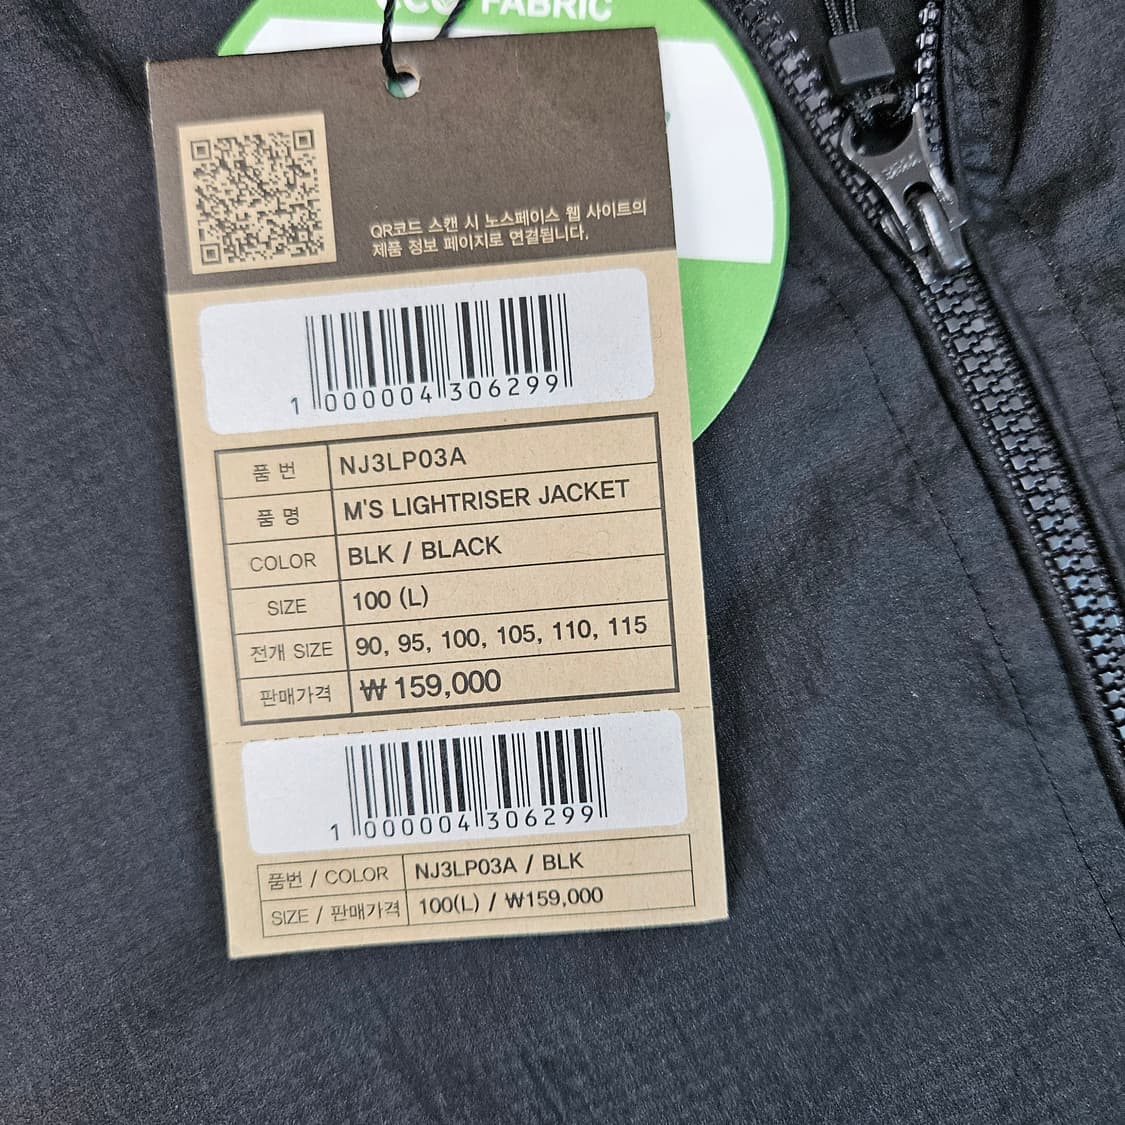 FABRIC
QR코드 스캔 시 노스페이스 웹 사이트의
제품 정보 페이지로 연결됩니다.
1 000004 306299
품 번 NJ3LP03A
품 명 M'S LIGHTRISER JACKET
COLOR BLK / BLACK
SIZE 100 (L)
전개 SIZE 90, 95, 100, 105, 110, 115
판매가격 ₩ 159,000
1 000004 306299
품번 / COLOR NJ3LP03A / BLK
SIZE / 판매가격 100(L) / ₩159,000